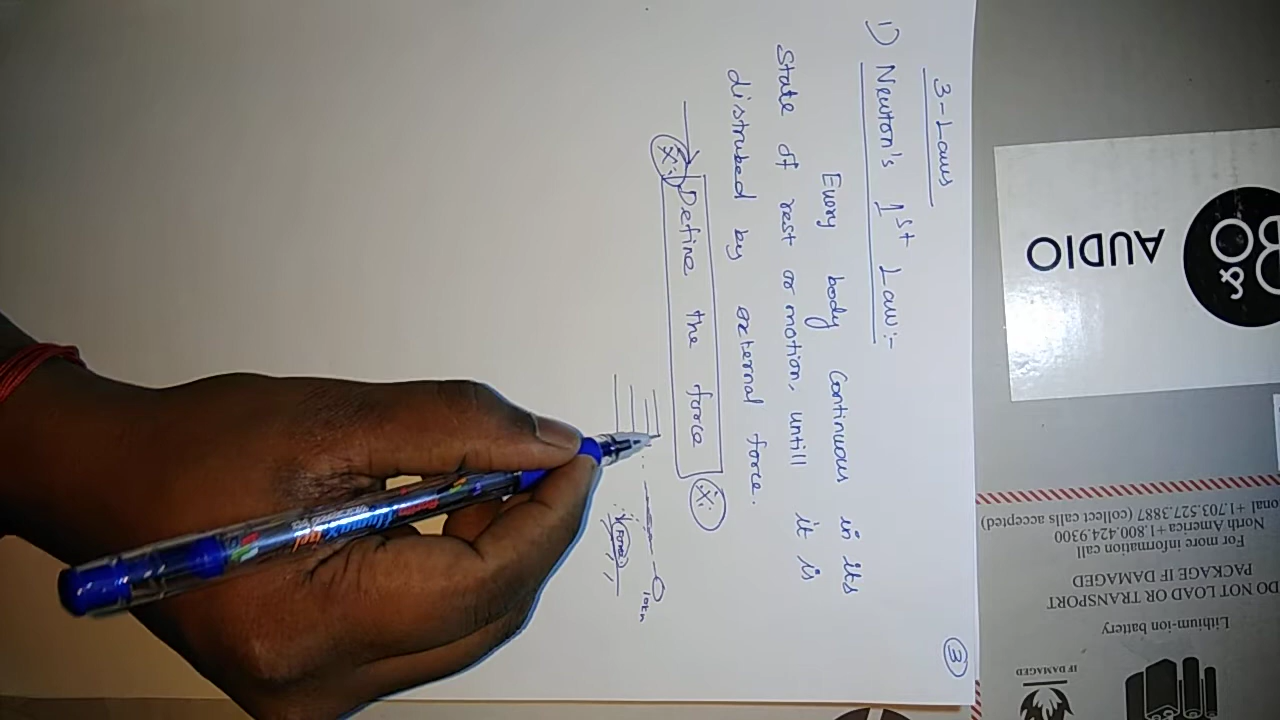 3
3-Laws
1) Newton's 1st Law:-
Every body Continuous in its
State of rest or motion, untill it is
distrubed by external force.
Define the force
Force
B&O
AUDIO
Lithium-ion battery
DO NOT LOAD OR TRANSPORT
PACKAGE IF DAMAGED
For more information call
North America +1.800.424.9300
onal +1.703.527.3887 (collect calls accepted)
IF DAMAGED